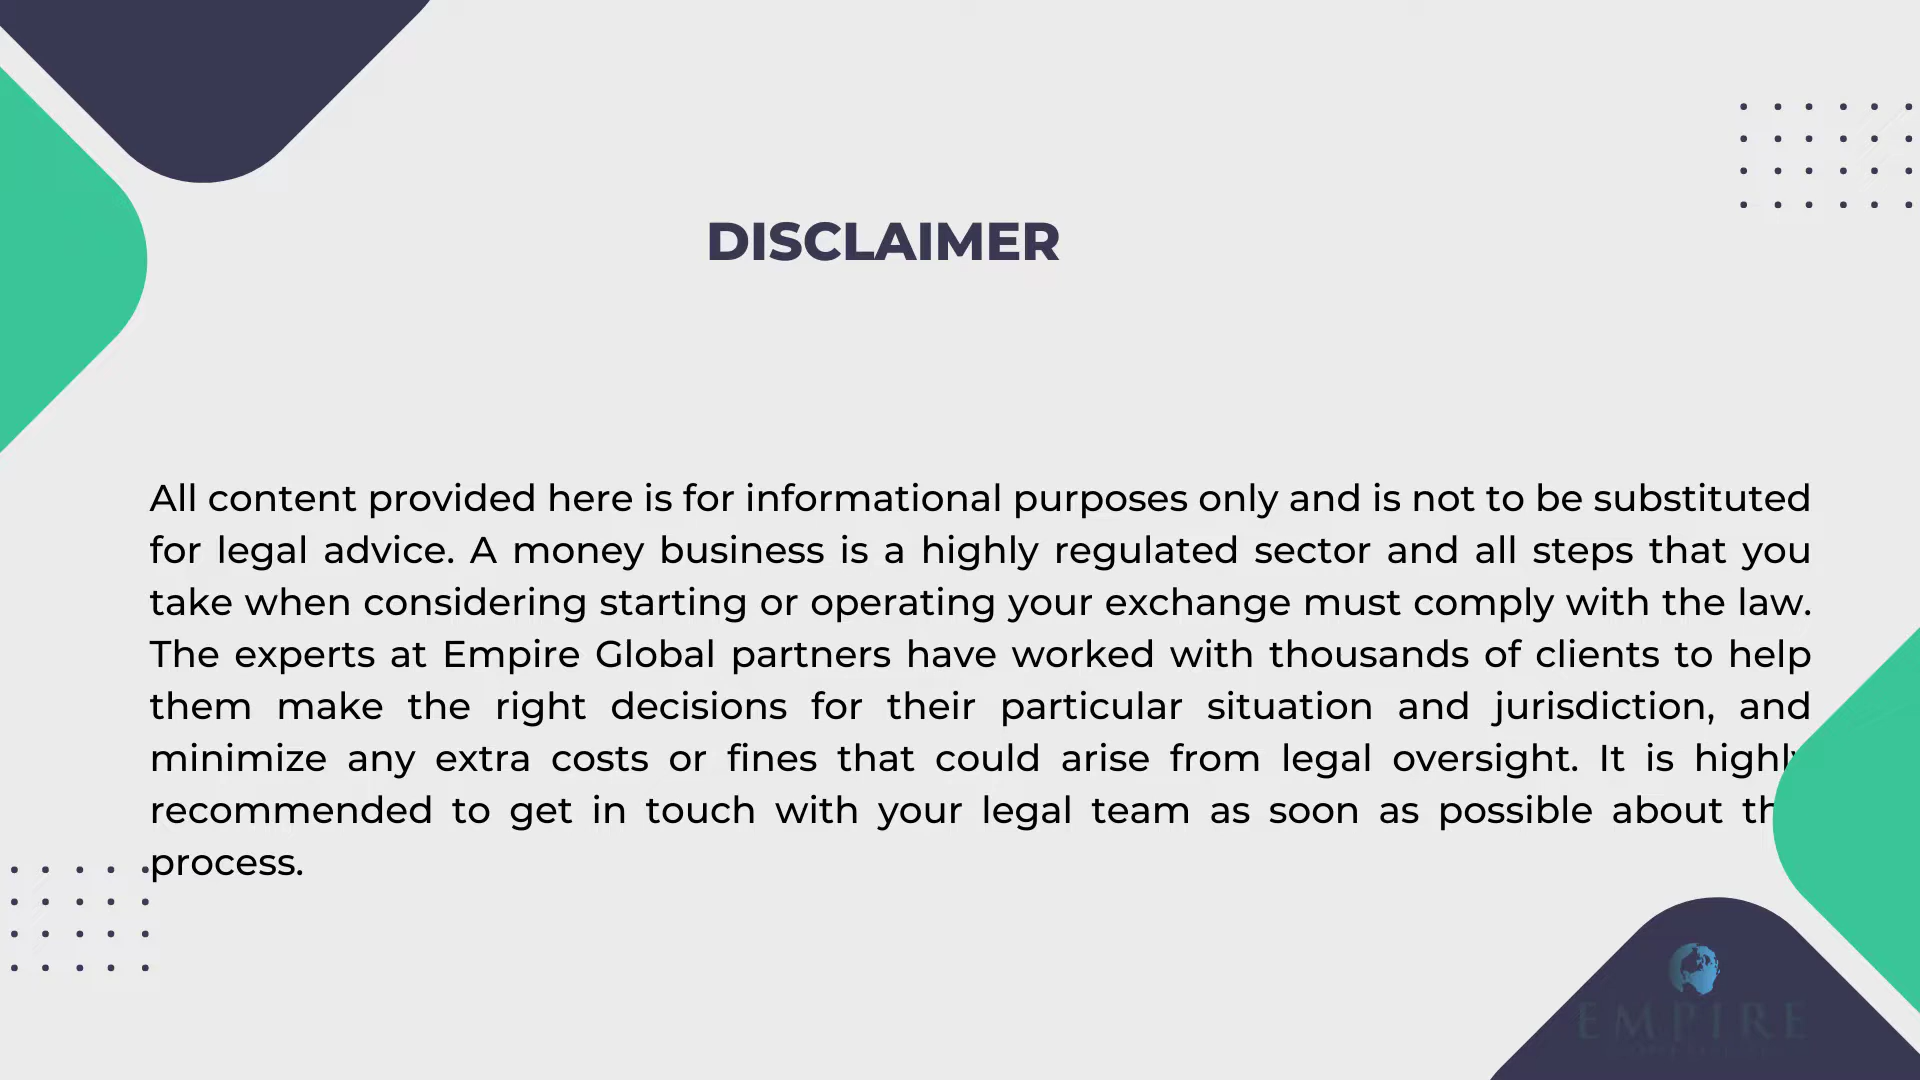 DISCLAIMER
All content provided here is for informational purposes only and is not to be substituted
for legal advice. A money business is a highly regulated sector and all steps that you
take when considering starting or operating your exchange must comply with the law.
The experts at Empire Global partners have worked with thousands of clients to help
them make the right decisions for their particular situation and jurisdiction, and
minimize any extra costs or fines that could arise from legal oversight. It is highly
recommended to get in touch with your legal team as soon as possible about th
process.
EMPIRE